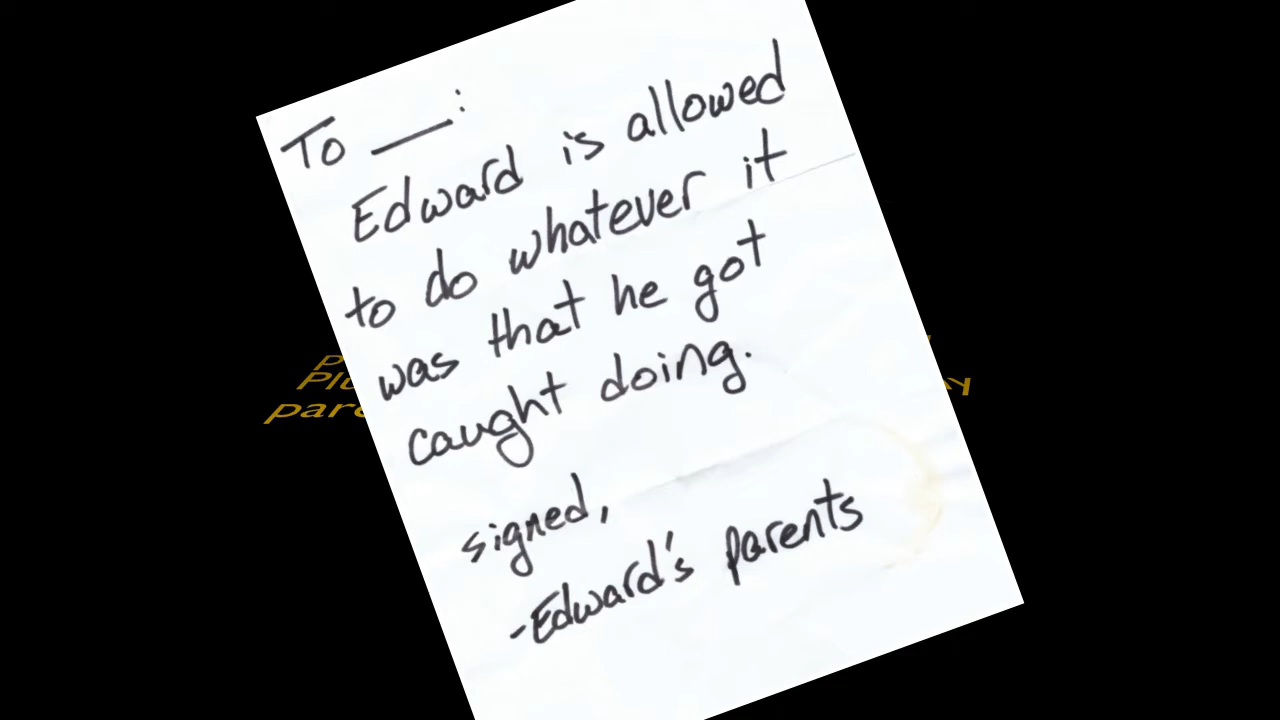 To ___:
Edward is allowed
to do whatever it
was that he got
caught doing.
signed,
-Edward's parents